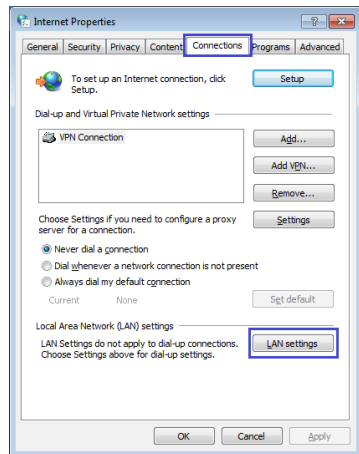 Internet Properties
General Security Privacy Content Connections Programs Advanced
To set up an Internet connection, click
Setup.
Setup
Dial-up and Virtual Private Network settings
VPN Connection
Add...
Add VPN...
Remove...
Choose Settings if you need to configure a proxy
server for a connection.
Settings
Never dial a connection
Dial whenever a network connection is not present
Always dial my default connection
Current None
Set default
Local Area Network (LAN) settings
LAN Settings do not apply to dial-up connections.
Choose Settings above for dial-up settings.
LAN settings
OK Cancel Apply